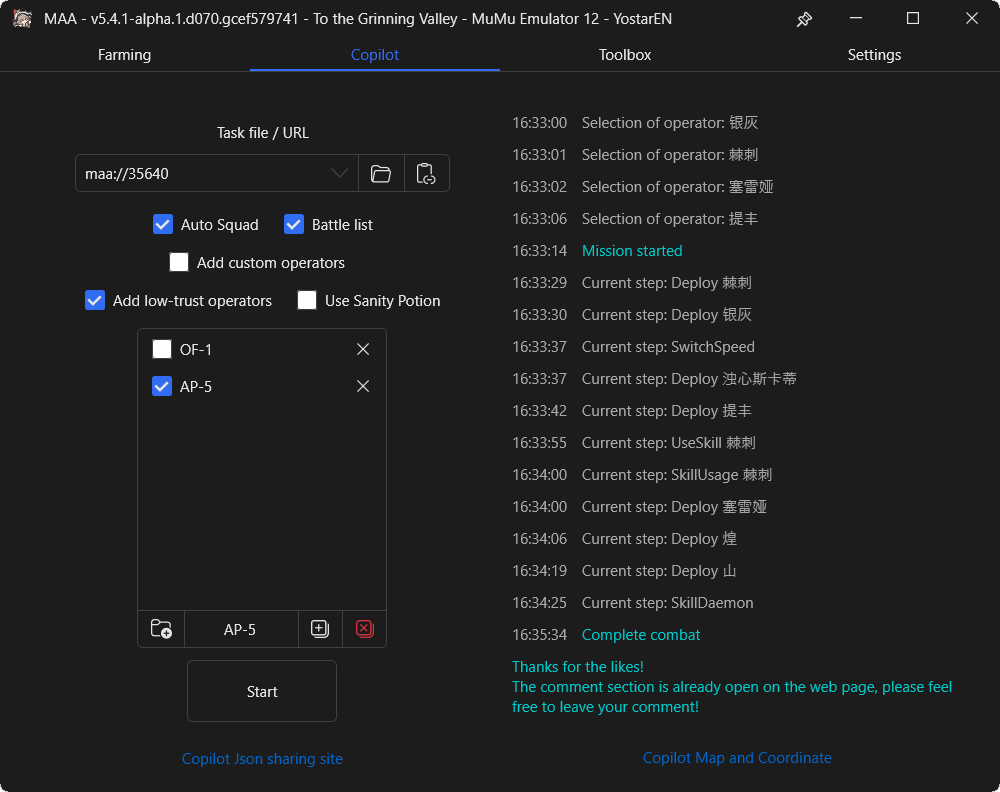 MAA - v5.4.1-alpha.1.d070.gcef579741 - To the Grinning Valley - MuMu Emulator 12 - YostarEN
Farming
Copilot
Toolbox
Settings
Task file / URL
maa://35640
Auto Squad
Battle list
Add custom operators
Add low-trust operators
Use Sanity Potion
OF-1
AP-5
AP-5
Start
Copilot Json sharing site
16:33:00 Selection of operator: 银灰
16:33:01 Selection of operator: 棘刺
16:33:02 Selection of operator: 塞雷娅
16:33:06 Selection of operator: 提丰
16:33:14 Mission started
16:33:29 Current step: Deploy 棘刺
16:33:30 Current step: Deploy 银灰
16:33:37 Current step: SwitchSpeed
16:33:37 Current step: Deploy 浊心斯卡蒂
16:33:42 Current step: Deploy 提丰
16:33:55 Current step: UseSkill 棘刺
16:34:00 Current step: SkillUsage 棘刺
16:34:00 Current step: Deploy 塞雷娅
16:34:06 Current step: Deploy 煌
16:34:19 Current step: Deploy 山
16:34:25 Current step: SkillDaemon
16:35:34 Complete combat
Thanks for the likes!
The comment section is already open on the web page, please feel
free to leave your comment!
Copilot Map and Coordinate